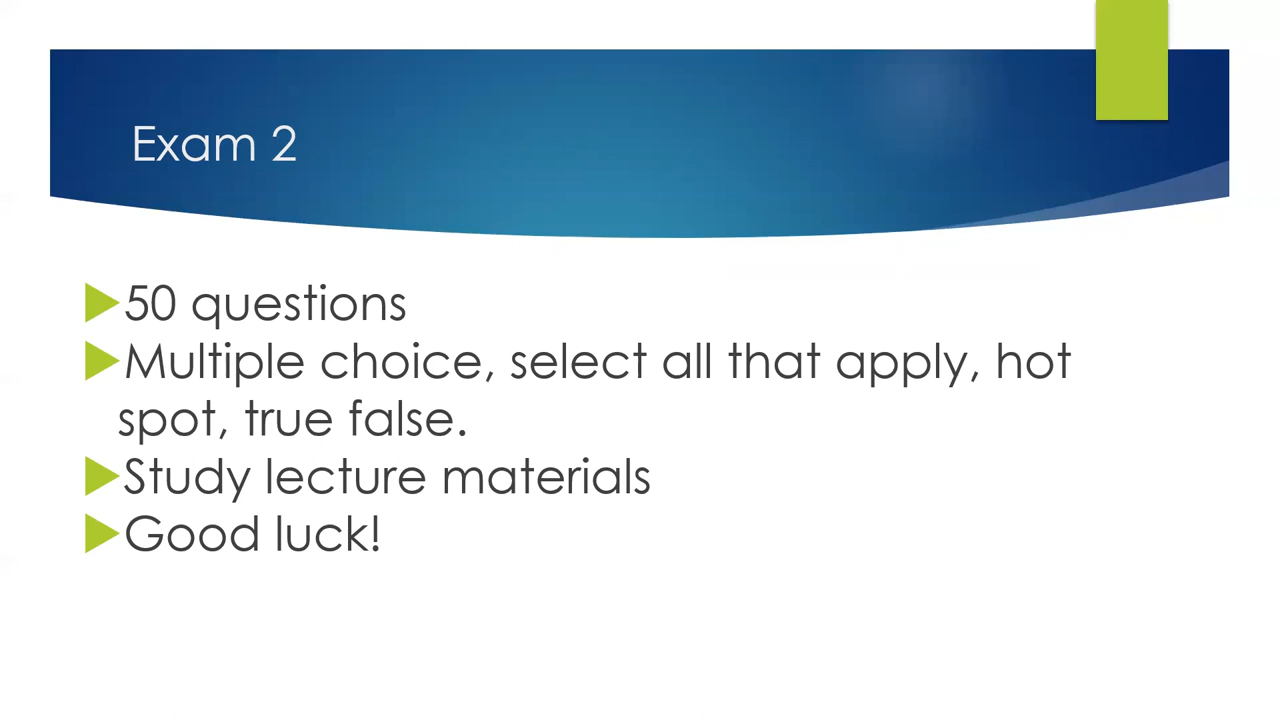 Exam 2
50 questions
Multiple choice, select all that apply, hot
spot, true false.
Study lecture materials
Good luck!